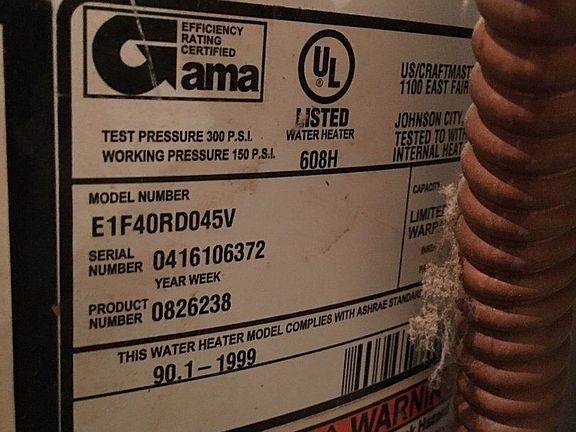 EFFICIENCY
RATING
CERTIFIED
Gama
UL
®
LISTED
WATER HEATER
608H
US/CRAFTMAST
1100 EAST FAIR
JOHNSON CITY,
TESTED TO WITH
INTERNAL HEAT
TEST PRESSURE 300 P.S.I.
WORKING PRESSURE 150 P.S.I.
MODEL NUMBER
E1F40RD045V
SERIAL
NUMBER 0416106372
YEAR WEEK
PRODUCT
NUMBER 0826238
CAPACITY
LIMITED
WARRA
THIS WATER HEATER MODEL COMPLIES WITH ASHRAE STANDARD
90.1 – 1999
WARNIN